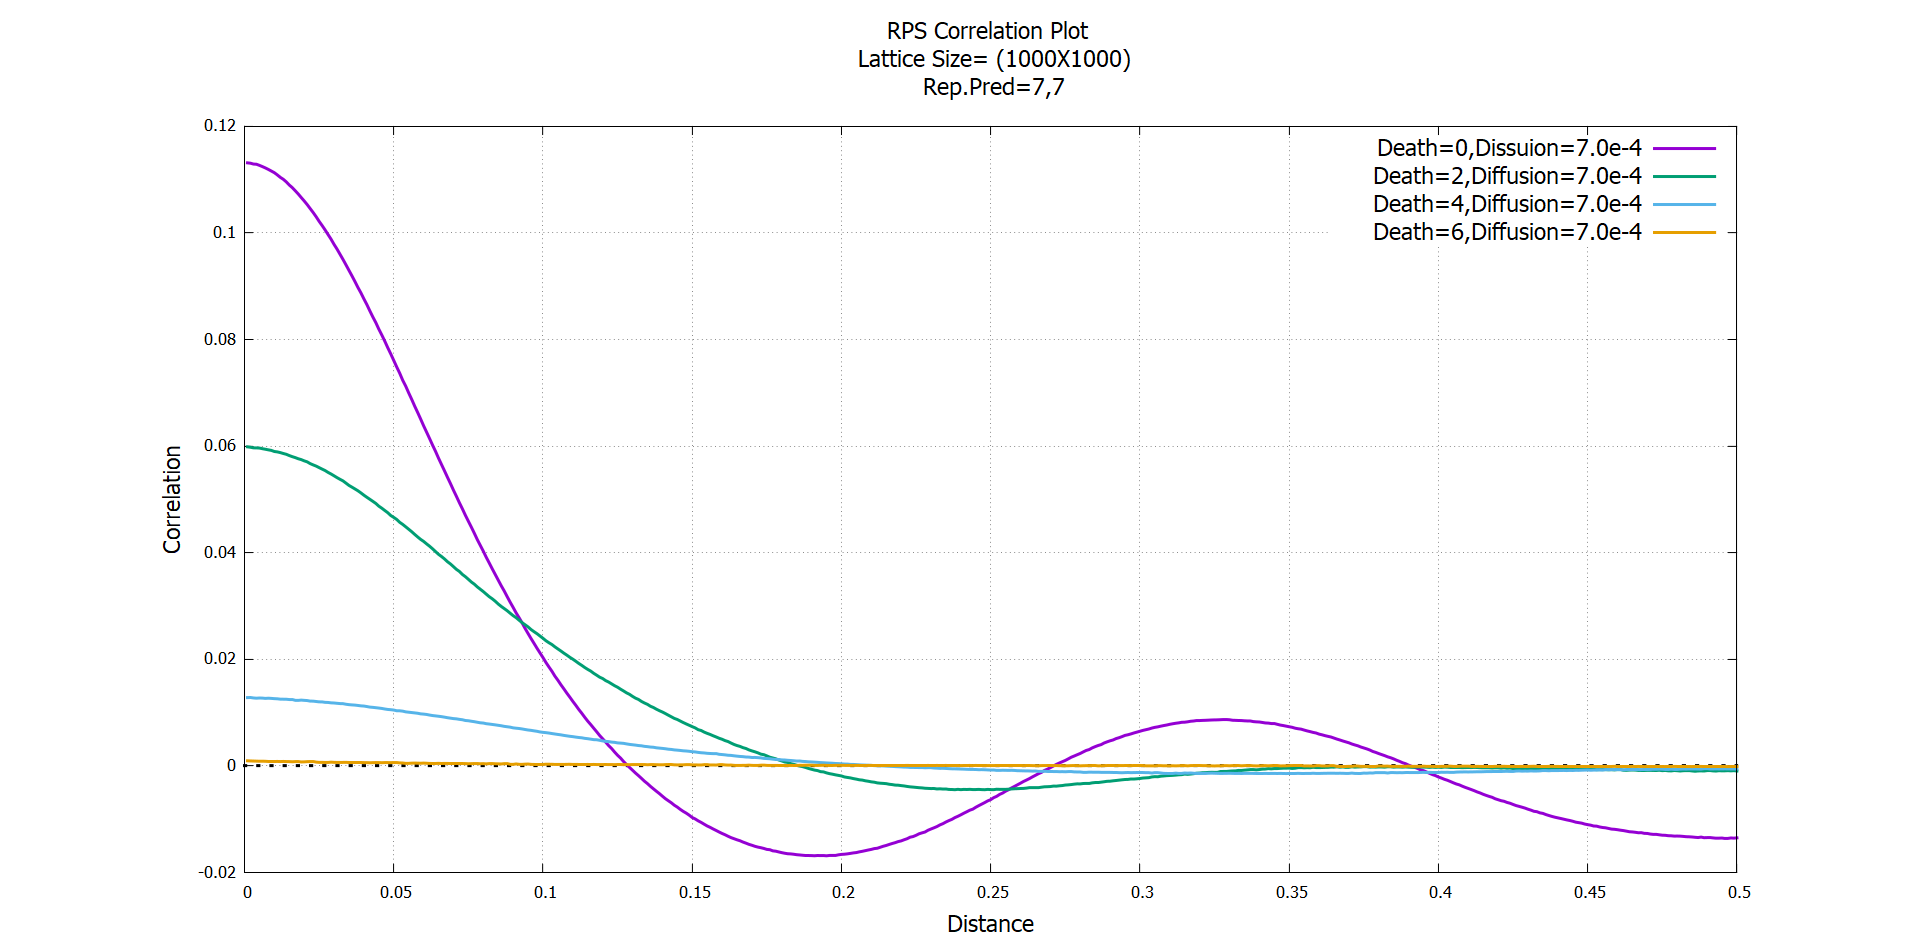 RPS Correlation Plot
Lattice Size= (1000X1000)
Rep.Pred=7,7
Death=0,Dissuion=7.0e-4
Death=2,Diffusion=7.0e-4
Death=4,Diffusion=7.0e-4
Death=6,Diffusion=7.0e-4
0.12
0.1
0.08
0.06
0.04
0.02
0
-0.02
Correlation
0 0.05 0.1 0.15 0.2 0.25 0.3 0.35 0.4 0.45 0.5
Distance